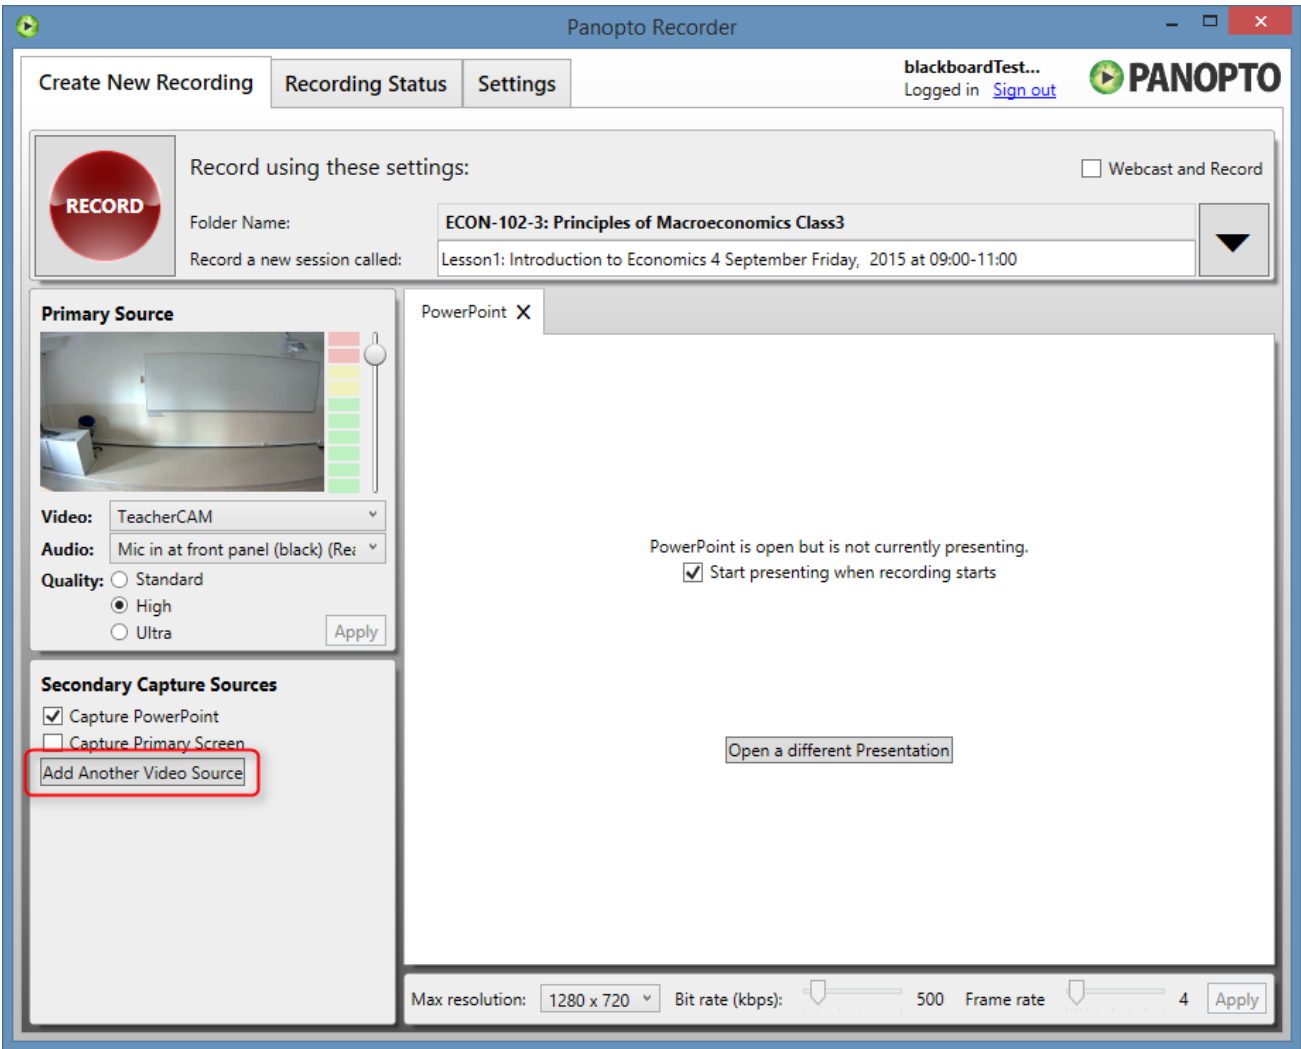 Panopto Recorder
Create New Recording
Recording Status
Settings
blackboardTest...
Logged in Sign out
PANOPTO
RECORD
Record using these settings:
Webcast and Record
Folder Name:
ECON-102-3: Principles of Macroeconomics Class3
Record a new session called:
Lesson1: Introduction to Economics 4 September Friday, 2015 at 09:00-11:00
Primary Source
Video: TeacherCAM
Audio: Mic in at front panel (black) (Rea
Quality: Standard
High
Ultra
Apply
Secondary Capture Sources
Capture PowerPoint
Capture Primary Screen
Add Another Video Source
PowerPoint X
PowerPoint is open but is not currently presenting.
Start presenting when recording starts
Open a different Presentation
Max resolution: 1280 x 720 Bit rate (kbps): 500 Frame rate 4 Apply